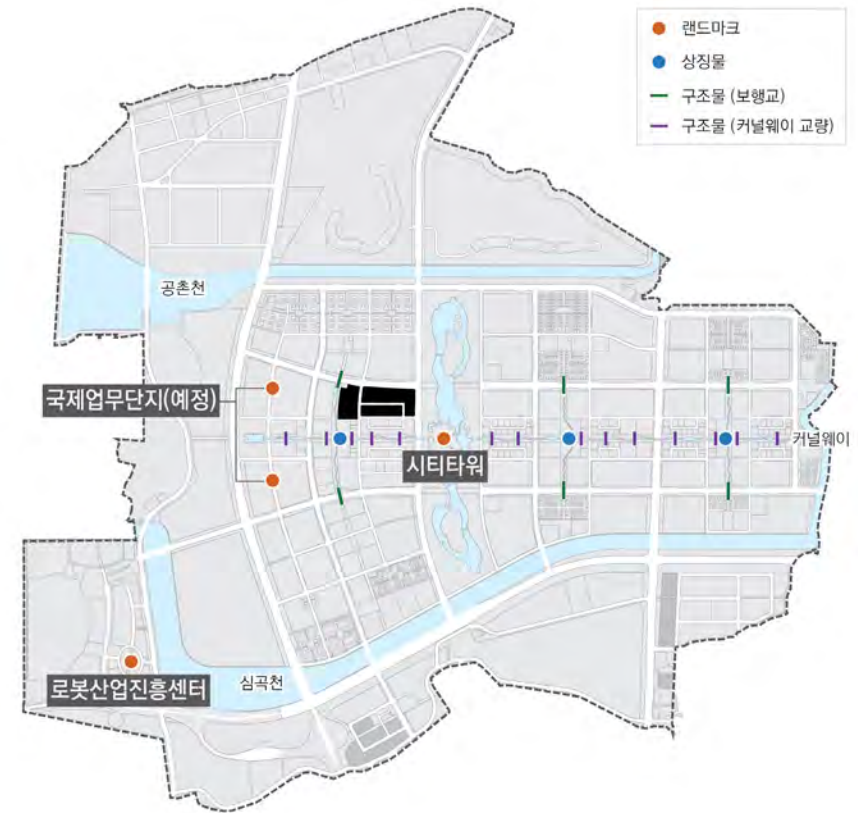 랜드마크
상징물
구조물 (보행교)
구조물 (커널웨이 교량)
공촌천
국제업무단지(예정)
커널웨이
시티타워
로봇산업진흥센터
심곡천